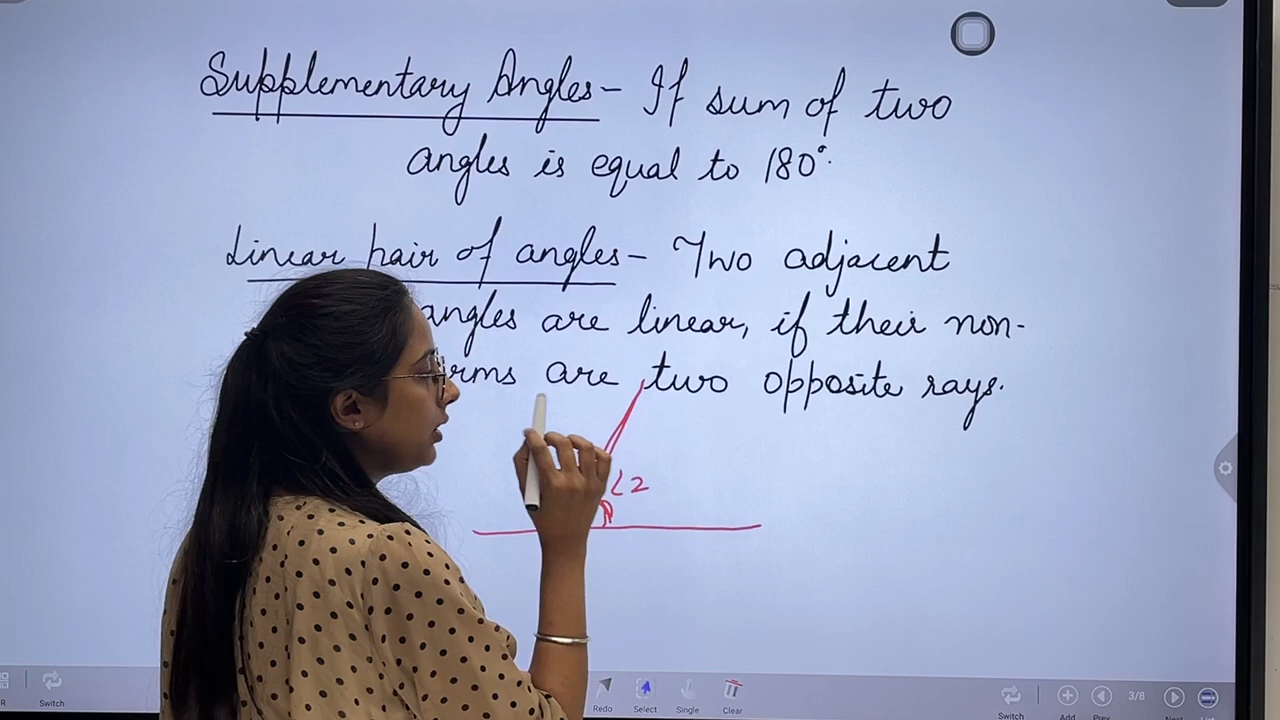 Supplementary Angles- If sum of two
angles is equal to 180°.
Linear pair of angles- Two adjacent
angles are linear, if their non-
are two opposite rays.
∠2
R
Switch
Redo
Select
Single
Clear
Switch
Add
Prev
3/8